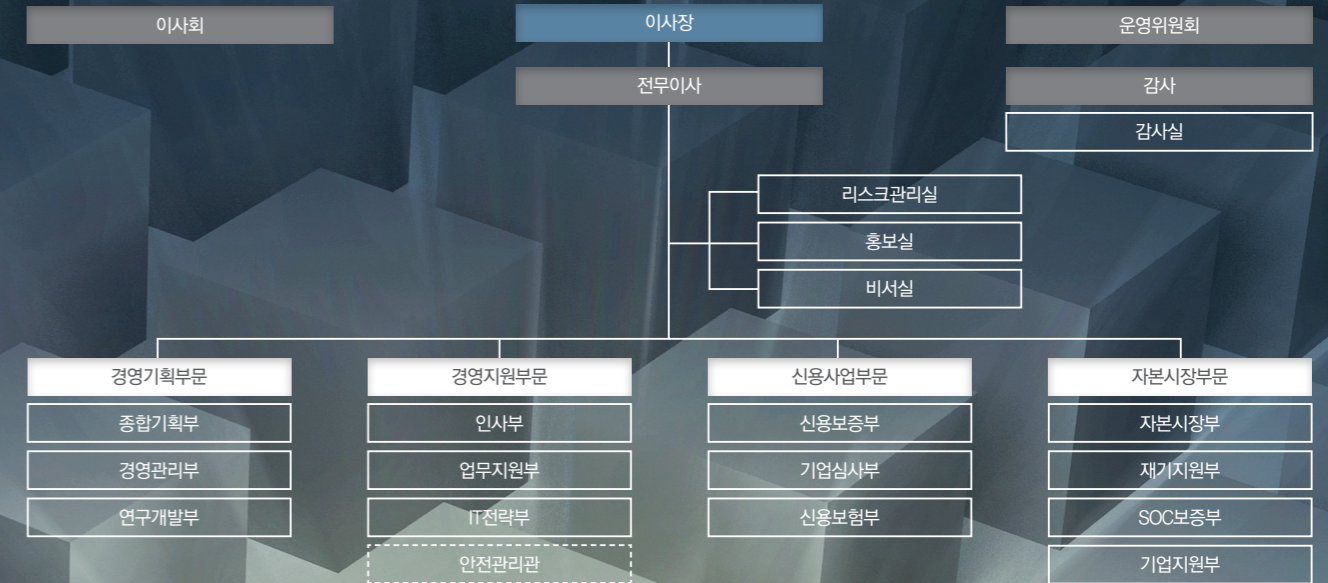 이사회
이사장
운영위원회
전무이사
감사
감사실
리스크관리실
홍보실
비서실
경영기획부문
경영지원부문
신용사업부문
자본시장부문
종합기획부
인사부
신용보증부
자본시장부
경영관리부
업무지원부
기업심사부
재기지원부
연구개발부
IT전략부
신용보험부
SOC보증부
안전관리관
기업지원부